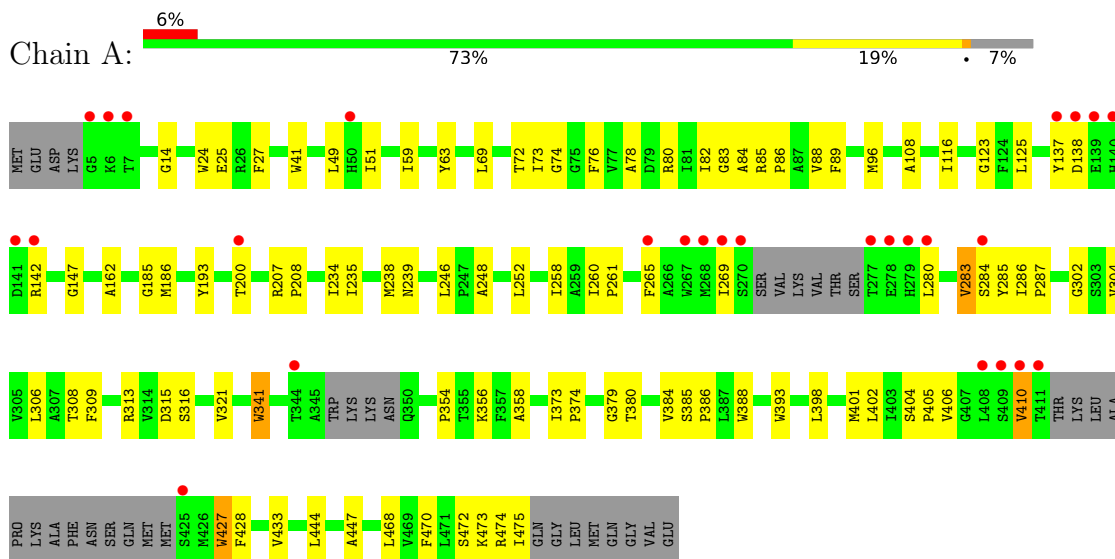 6%
Chain A:
73% 19% • 7%
MET GLU ASP LYS G5 K6 T7 G14 W24 E25 R26 F27 W41 L49 H50 I51 I59 Y63 L69 T72 I73 G74 G75 F76 V77 A78 D79 R80 I81 I82 G83 A84 R85 P86 A87 V88 F89 M96 A108 I116 G123 F124 L125 Y137 D138 E139 H140
D141 R142 G147 A162 G185 M186 Y193 T200 R207 P208 I234 I235 M238 N239 L246 P247 A248 L252 I258 A259 I260 P261 F265 A266 W267 M268 I269 S270 SER VAL LYS VAL THR SER T277 E278 H279 L280 V283 S284 Y285 I286 P287 G302 S303 V304
V305 L306 A307 T308 F309 R313 V314 D315 S316 V321 W341 T344 A345 TRP LYS LYS ASN Q350 P354 T355 K356 F357 A358 I373 P374 G379 T380 V384 S385 P386 L387 W388 W393 L398 M401 L402 I403 S404 P405 V406 G407 L408 S409 V410 T411 THR LYS LEU ALA
PRO LYS ALA PHE ASN SER GLN MET MET S425 M426 W427 F428 V433 L444 A447 L468 V469 F470 L471 S472 K473 R474 I475 GLN GLY LEU MET GLN GLY VAL GLU